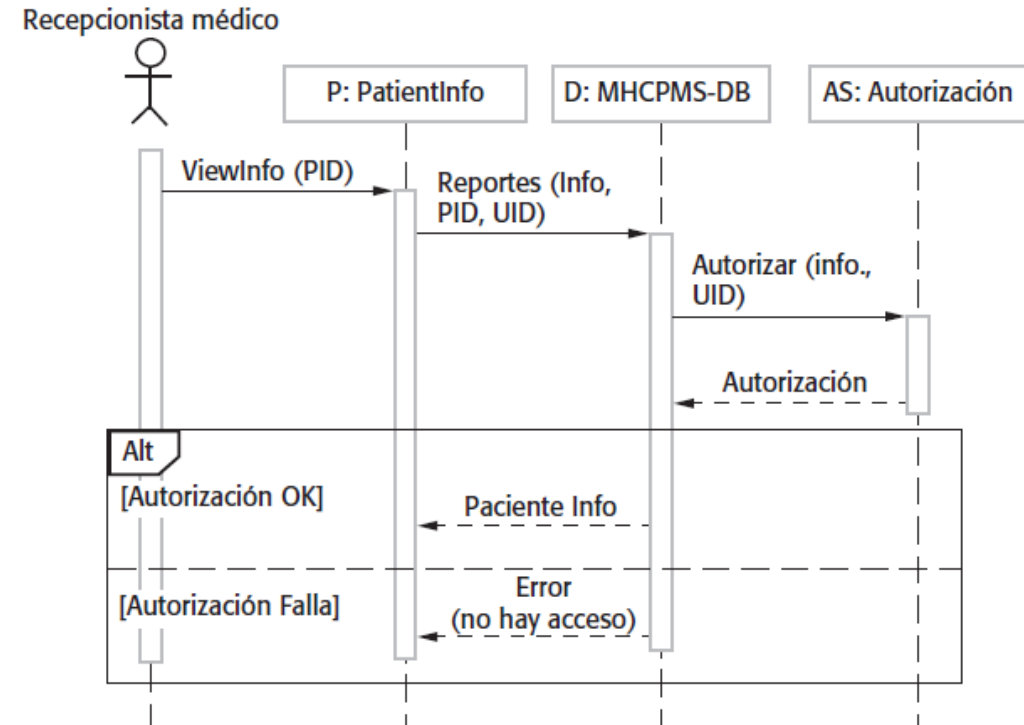 Recepcionista médico
P: PatientInfo
D: MHCPMS-DB
AS: Autorización
ViewInfo (PID)
Reportes (Info,
PID, UID)
Autorizar (info.,
UID)
Autorización
Alt
[Autorización OK]
Paciente Info
[Autorización Falla]
Error
(no hay acceso)